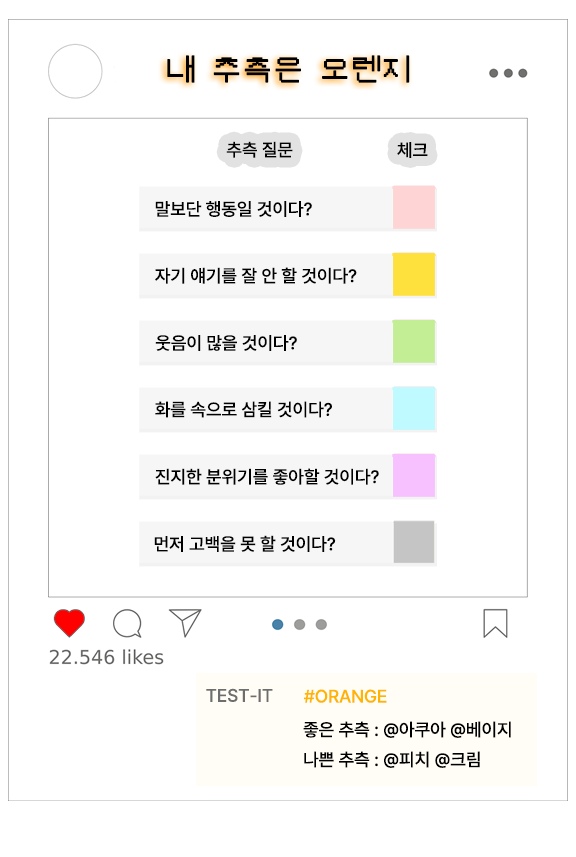 내 추측은 오렌지
추측 질문 체크
말보단 행동일 것이다?
자기 얘기를 잘 안 할 것이다?
웃음이 많을 것이다?
화를 속으로 삼킬 것이다?
진지한 분위기를 좋아할 것이다?
먼저 고백을 못 할 것이다?
22.546 likes
TEST-IT #ORANGE
좋은 추측 : @아쿠아 @베이지
나쁜 추측 : @피치 @크림